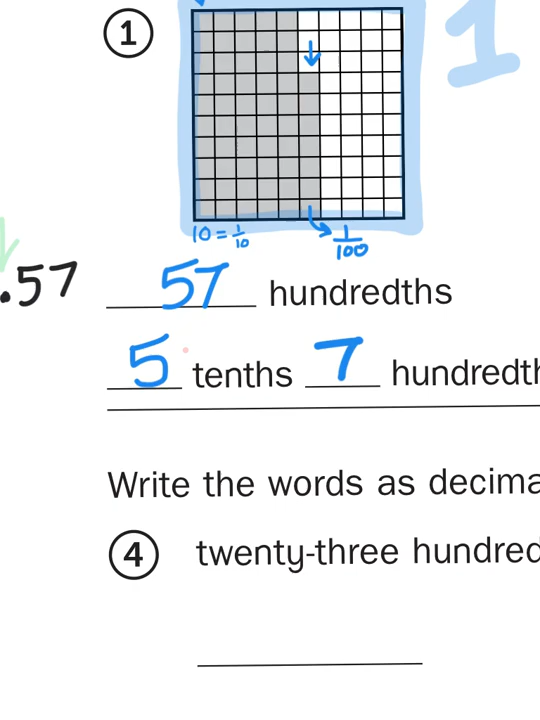 1
1
10 = 1/10
1/100
.57
57 hundredths
5 tenths 7 hundredth
Write the words as decima
4 twenty-three hundred